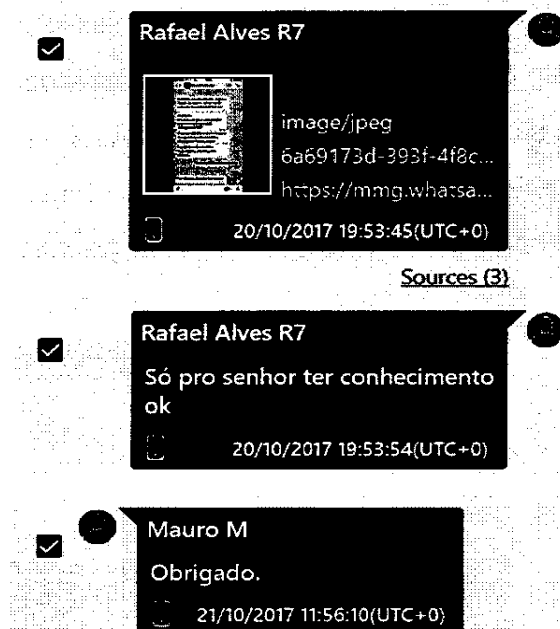 Rafael Alves R7
image/jpeg
6a69173d-393f-4f8c...
https://mmg.whatsa...
20/10/2017 19:53:45(UTC+0)
Sources (3)
Rafael Alves R7
Só pro senhor ter conhecimento
ok
20/10/2017 19:53:54(UTC+0)
Mauro M
Obrigado.
21/10/2017 11:56:10(UTC+0)